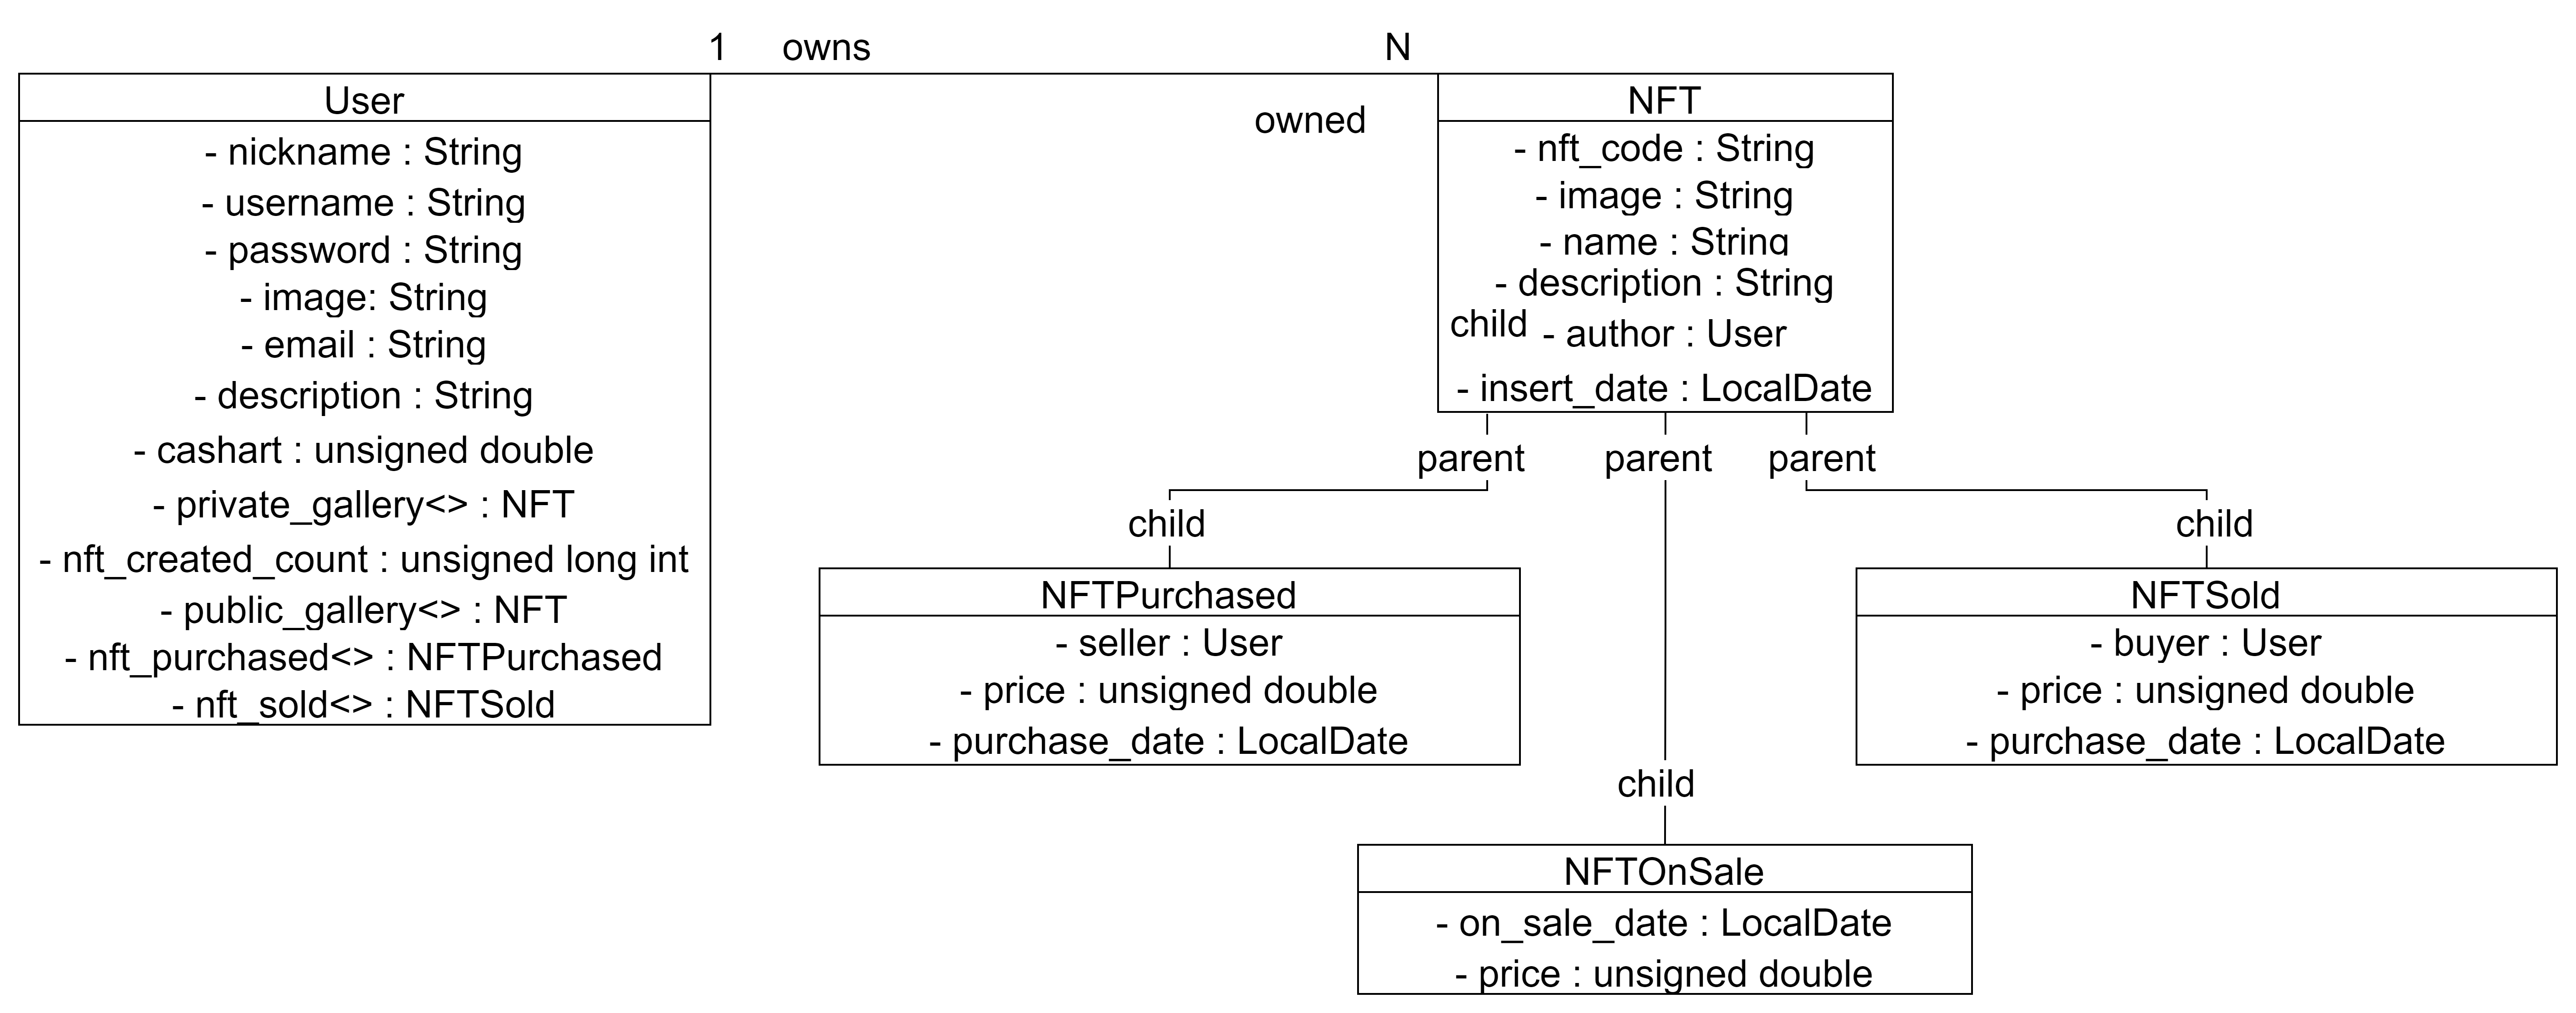 1 owns N
owned
User
- nickname : String
- username : String
- password : String
- image: String
- email : String
- description : String
- cashart : unsigned double
- private_gallery<> : NFT
- nft_created_count : unsigned long int
- public_gallery<> : NFT
- nft_purchased<> : NFTPurchased
- nft_sold<> : NFTSold
NFT
- nft_code : String
- image : String
- name : String
- description : String
child
- author : User
- insert_date : LocalDate
parent parent parent
child
child
NFTPurchased
- seller : User
- price : unsigned double
- purchase_date : LocalDate
NFTSold
- buyer : User
- price : unsigned double
- purchase_date : LocalDate
child
NFTOnSale
- on_sale_date : LocalDate
- price : unsigned double